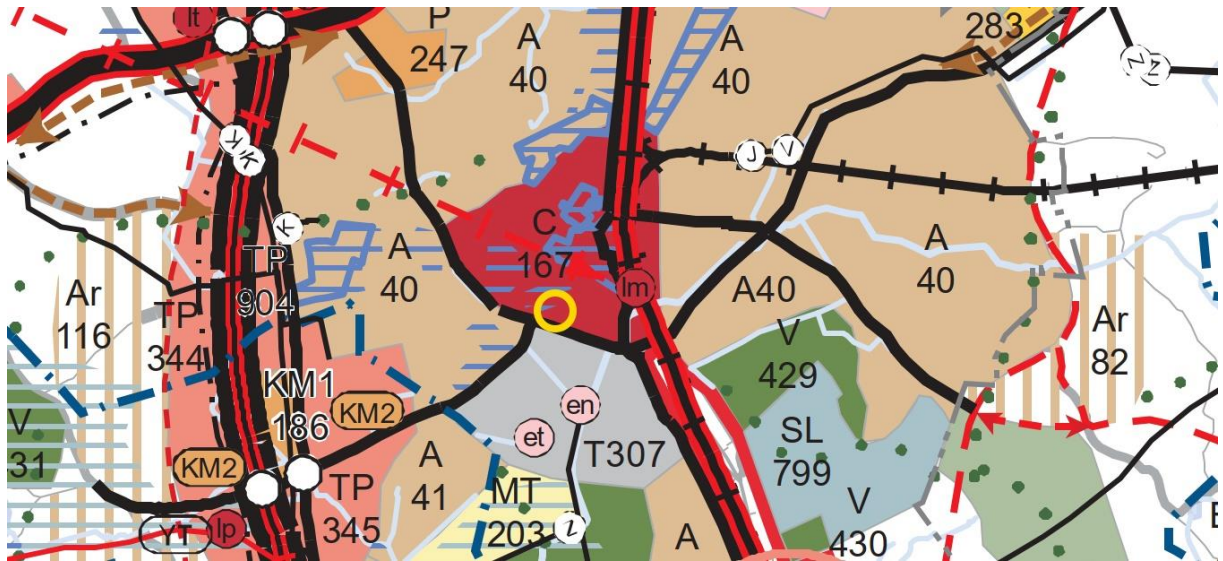 lt
P
247
A
40
A
40
283
Z
Z
K
K
J
V
K
C
167
A
40
A
40
TP
904
Ar
116
TP
344
lm
A40
Ar
82
V
429
KM1
186
KM2
en
et
V
31
SL
799
T307
KM2
A
41
TP
345
MT
203
V
430
A
YT
lp
z